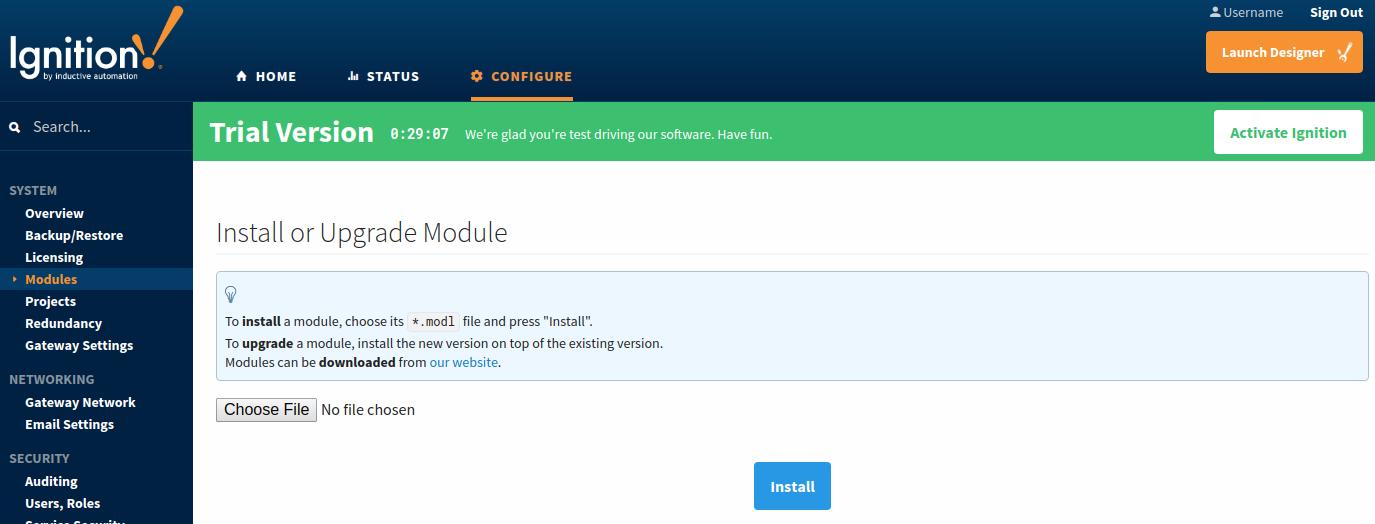 Ignition!
by inductive automation
Username
Sign Out
Launch Designer
HOME
STATUS
CONFIGURE
Search...
Trial Version
0:29:07
We're glad you're test driving our software. Have fun.
Activate Ignition
SYSTEM
Overview
Backup/Restore
Licensing
Modules
Projects
Redundancy
Gateway Settings
NETWORKING
Gateway Network
Email Settings
SECURITY
Auditing
Users, Roles
Service Security
Install or Upgrade Module
To install a module, choose its *.modl file and press "Install".
To upgrade a module, install the new version on top of the existing version.
Modules can be downloaded from our website.
Choose File No file chosen
Install